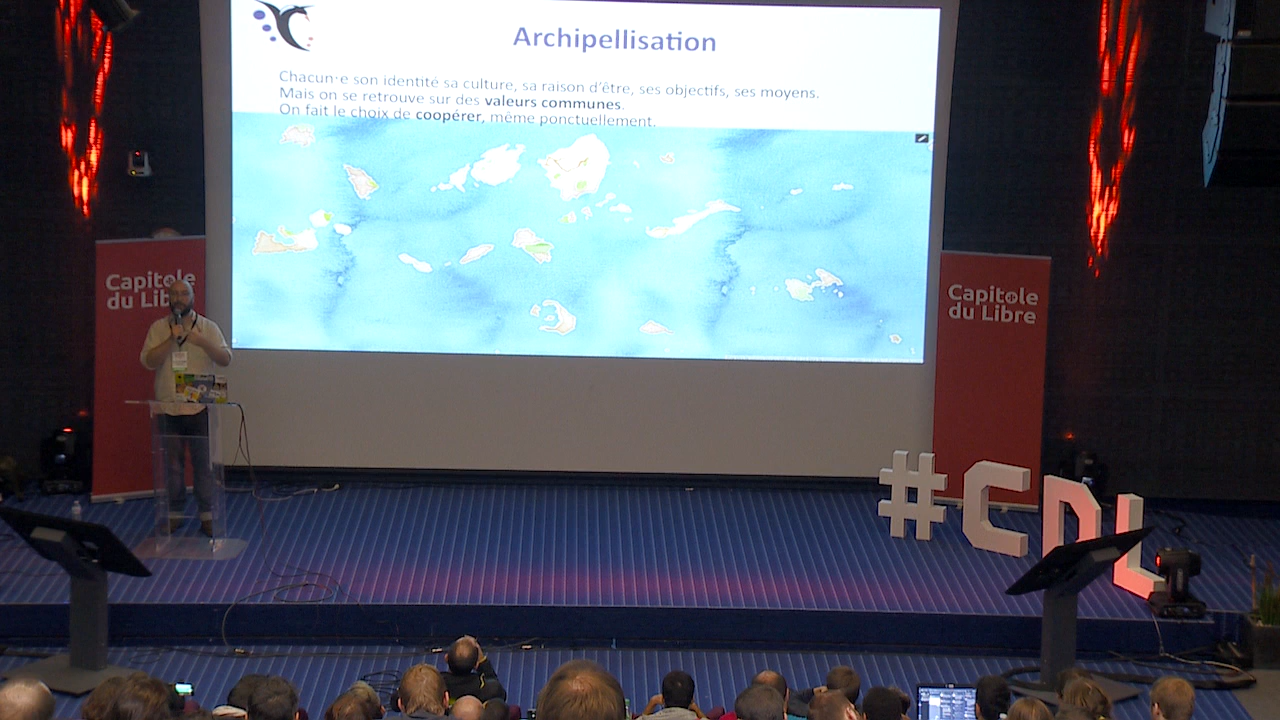 Archipellisation
Chacun·e son identité sa culture, sa raison d'être, ses objectifs, ses moyens.
Mais on se retrouve sur des valeurs communes.
On fait le choix de coopérer, même ponctuellement.
Capitole
du Lib
Capitole
du Libre
#CDL